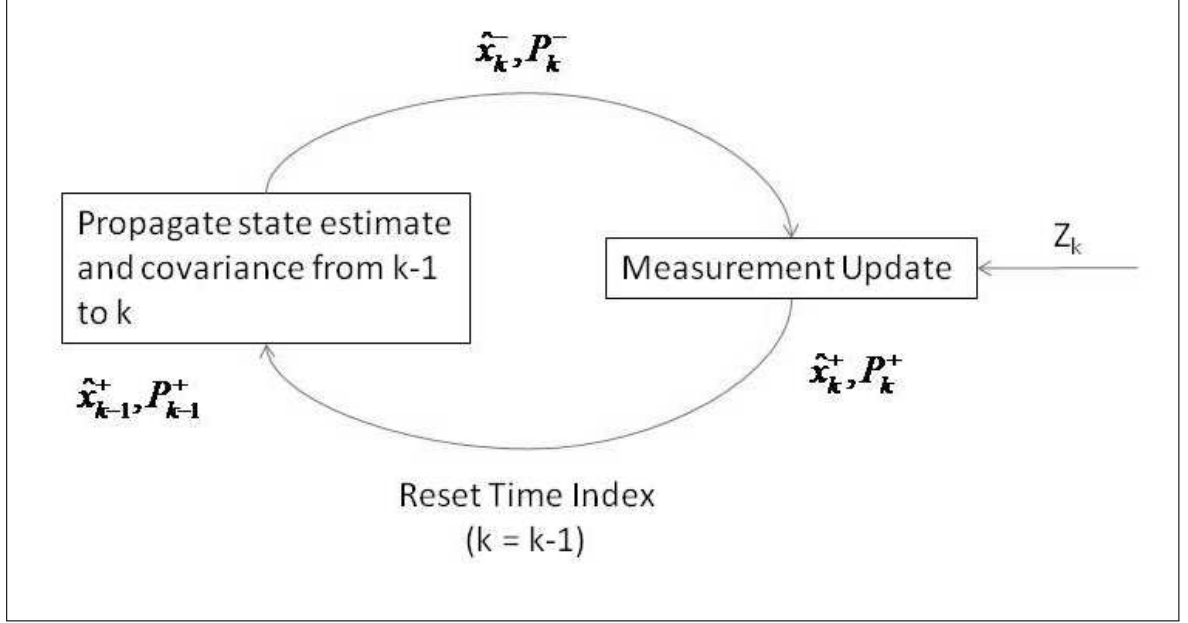 x̂ₖ⁻, Pₖ⁻
Propagate state estimate
and covariance from k-1
to k
Measurement Update
Zₖ
x̂ₖ⁺, Pₖ⁺
x̂ₖ₋₁⁺, Pₖ₋₁⁺
Reset Time Index
(k = k-1)